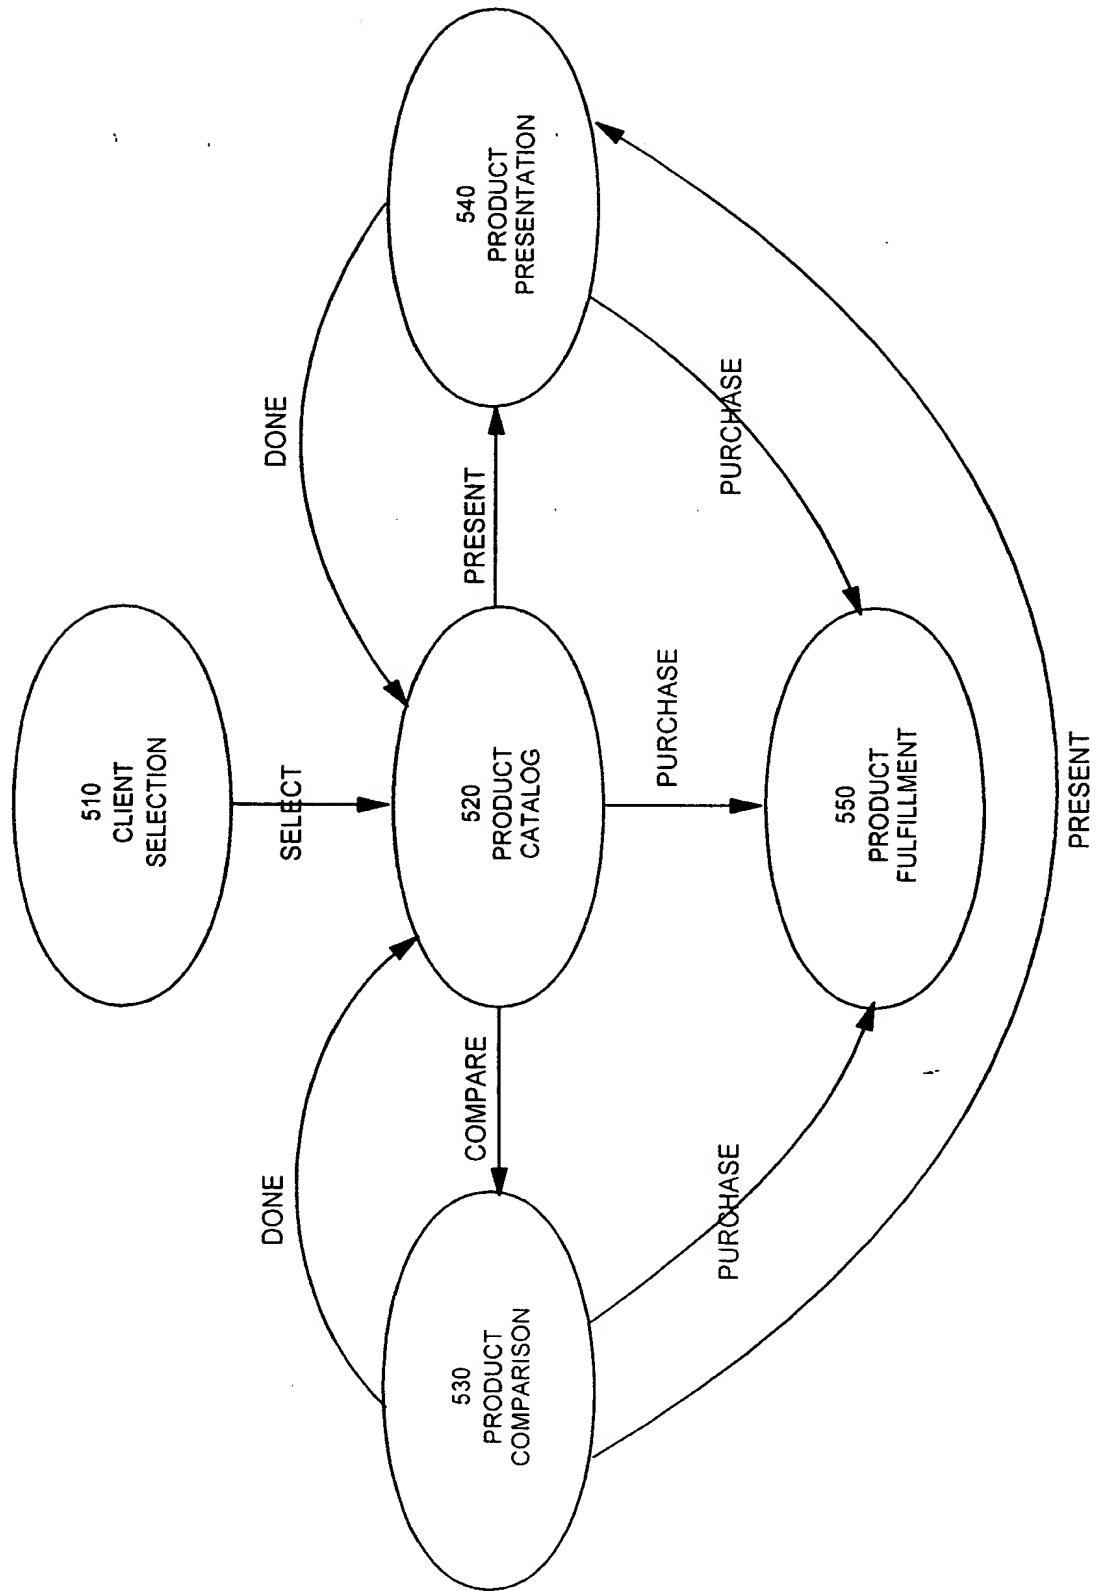 510
CLIENT
SELECTION
DONE
SELECT
DONE
530
PRODUCT
COMPARISON
COMPARE
520
PRODUCT
CATALOG
PRESENT
540
PRODUCT
PRESENTATION
PURCHASE
PURCHASE
PURCHASE
550
PRODUCT
FULFILLMENT
PRESENT